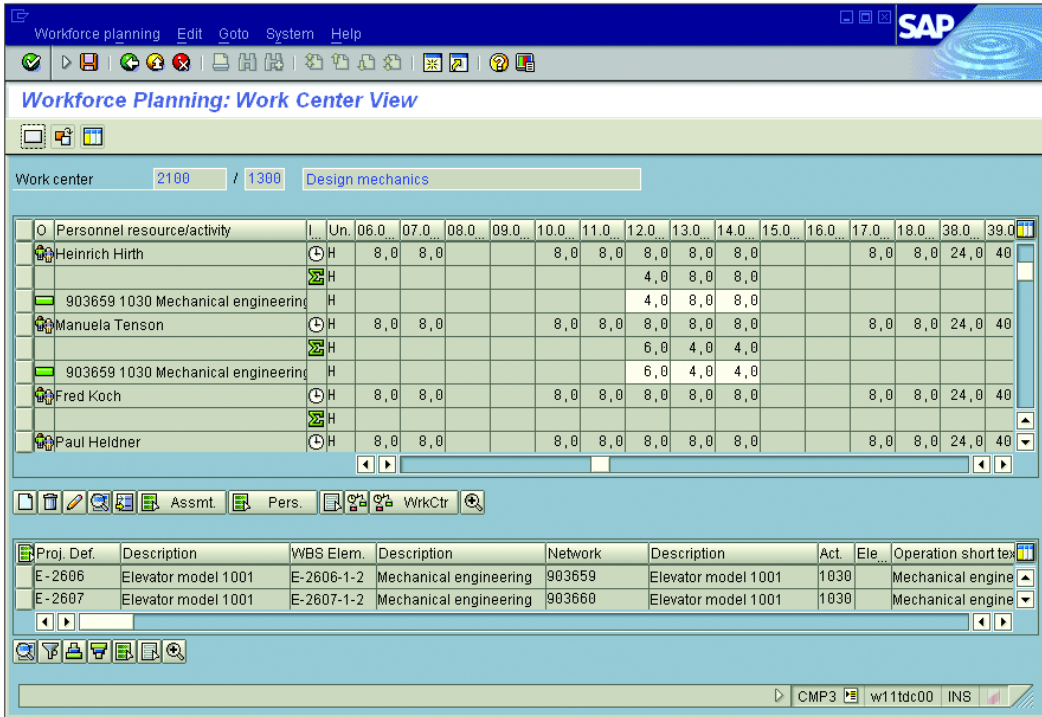 Workforce planning Edit Goto System Help
SAP
Workforce Planning: Work Center View
Work center 2100 / 1300 Design mechanics
O Personnel resource/activity I... Un. 06.0... 07.0... 08.0... 09.0... 10.0... 11.0... 12.0... 13.0... 14.0... 15.0... 16.0... 17.0... 18.0... 38.0... 39.0
Heinrich Hirth H 8,0 8,0 8,0 8,0 8,0 8,0 8,0 8,0 8,0 24,0 40
Σ H 4,0 8,0 8,0
903659 1030 Mechanical engineering H 4,0 8,0 8,0
Manuela Tenson H 8,0 8,0 8,0 8,0 8,0 8,0 8,0 8,0 8,0 24,0 40
Σ H 6,0 4,0 4,0
903659 1030 Mechanical engineering H 6,0 4,0 4,0
Fred Koch H 8,0 8,0 8,0 8,0 8,0 8,0 8,0 8,0 8,0 24,0 40
Σ H
Paul Heldner H 8,0 8,0 8,0 8,0 8,0 8,0 8,0 8,0 8,0 24,0 40
Assmt. Pers. WrkCtr
Proj. Def. Description WBS Elem. Description Network Description Act. Ele... Operation short tex
E-2606 Elevator model 1001 E-2606-1-2 Mechanical engineering 903659 Elevator model 1001 1030 Mechanical engine
E-2607 Elevator model 1001 E-2607-1-2 Mechanical engineering 903660 Elevator model 1001 1030 Mechanical engine
CMP3 w11tdc00 INS